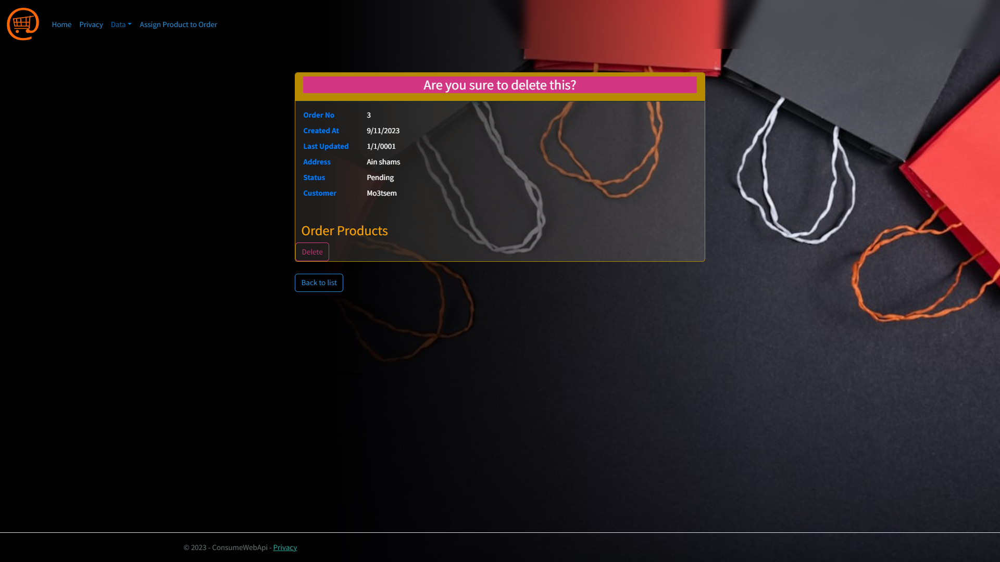 Home Privacy Data Assign Product to Order
Are you sure to delete this?
Order No 3
Created At 9/11/2023
Last Updated 1/1/0001
Address Ain shams
Status Pending
Customer Mo3tsem
Order Products
Delete
Back to list
© 2023 - ConsumeWebApi - Privacy